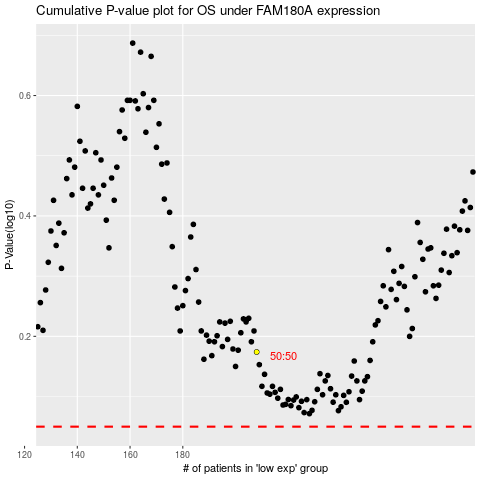 Cumulative P-value plot for OS under FAM180A expression
P-Value(log10)
0.6
0.4
0.2
50:50
120 140 160 180
# of patients in 'low exp' group